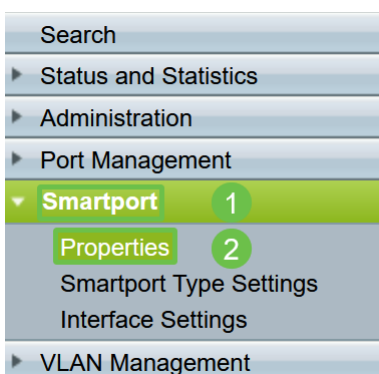 Search
Status and Statistics
Administration
Port Management
Smartport 1
Properties 2
Smartport Type Settings
Interface Settings
VLAN Management